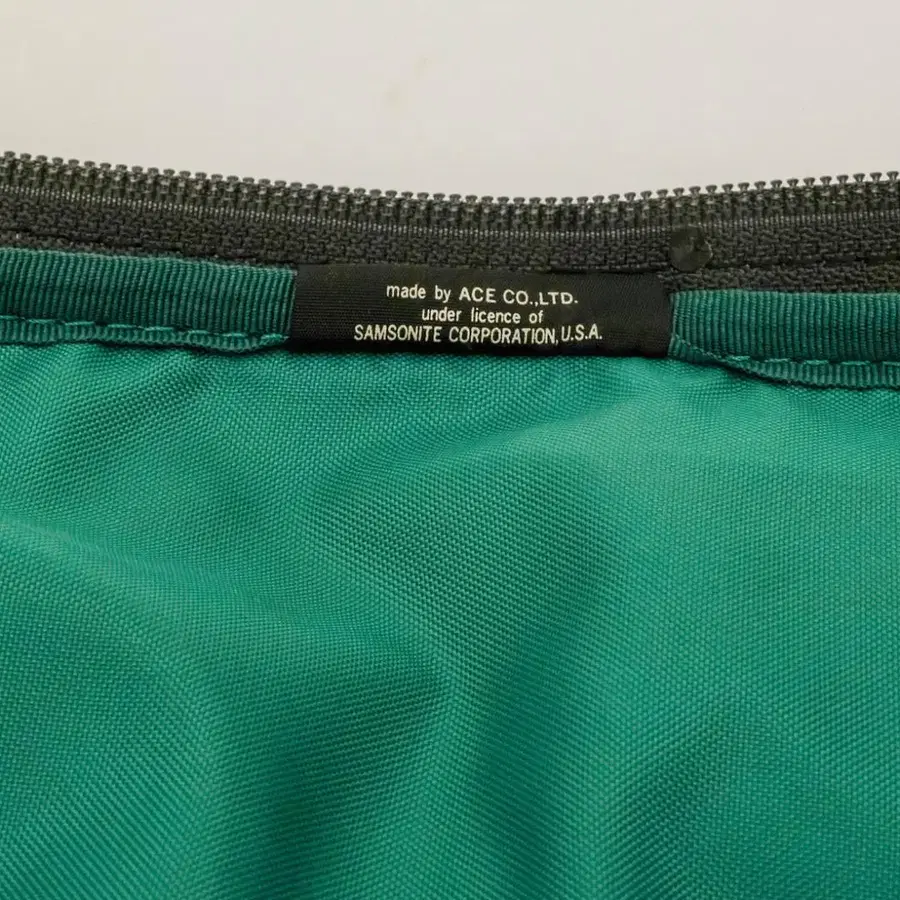 made by ACE CO.,LTD.
under licence of
SAMSONITE CORPORATION, U.S.A.